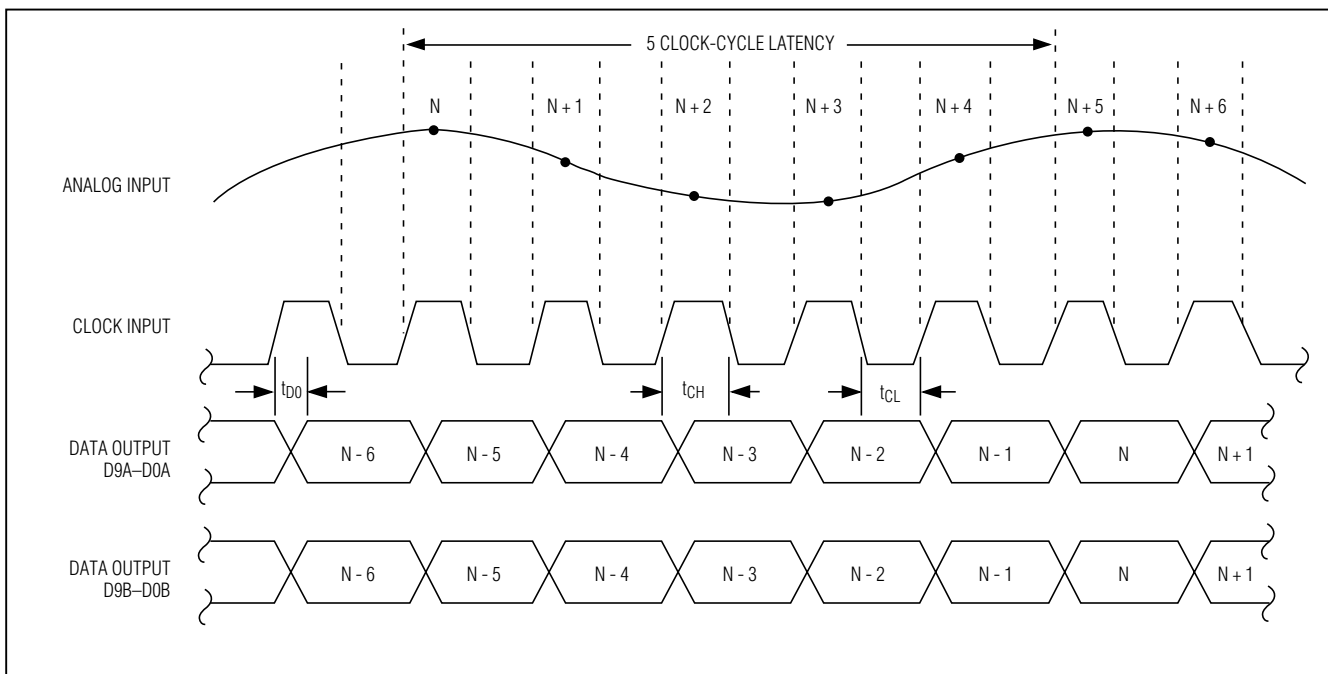 5 CLOCK-CYCLE LATENCY
N N + 1 N + 2 N + 3 N + 4 N + 5 N + 6
ANALOG INPUT
CLOCK INPUT
tD0 tCH tCL
DATA OUTPUT
D9A–D0A
N - 6 N - 5 N - 4 N - 3 N - 2 N - 1 N N + 1
DATA OUTPUT
D9B–D0B
N - 6 N - 5 N - 4 N - 3 N - 2 N - 1 N N + 1